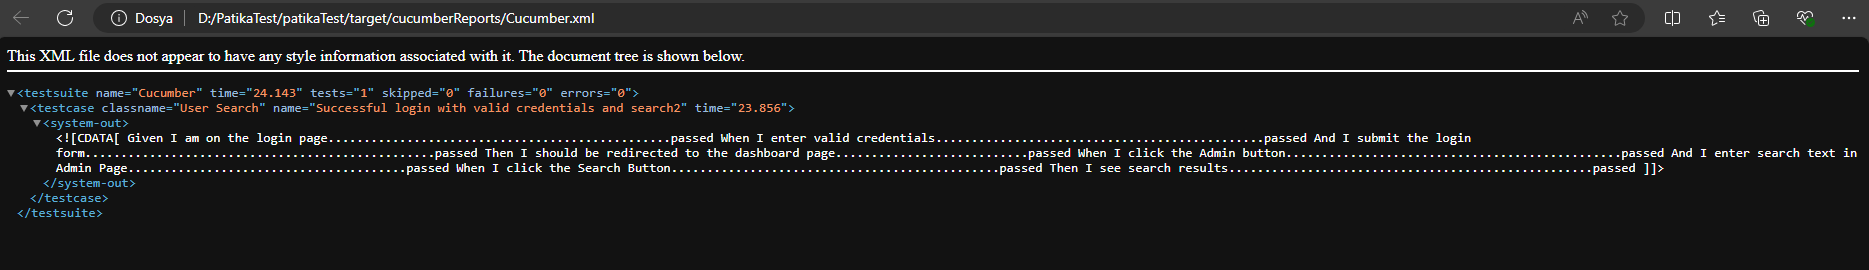 Dosya D:/PatikaTest/patikaTest/target/cucumberReports/Cucumber.xml
This XML file does not appear to have any style information associated with it. The document tree is shown below.
▼<testsuite name="Cucumber" time="24.143" tests="1" skipped="0" failures="0" errors="0">
▼<testcase classname="User Search" name="Successful login with valid credentials and search2" time="23.856">
▼<system-out>
<![CDATA[ Given I am on the login page................................................passed When I enter valid credentials..............................................passed And I submit the login
form.................................................passed Then I should be redirected to the dashboard page...........................passed When I click the Admin button...............................................passed And I enter search text in
Admin Page.......................................passed When I click the Search Button..............................................passed Then I see search results...................................................passed ]]>
</system-out>
</testcase>
</testsuite>